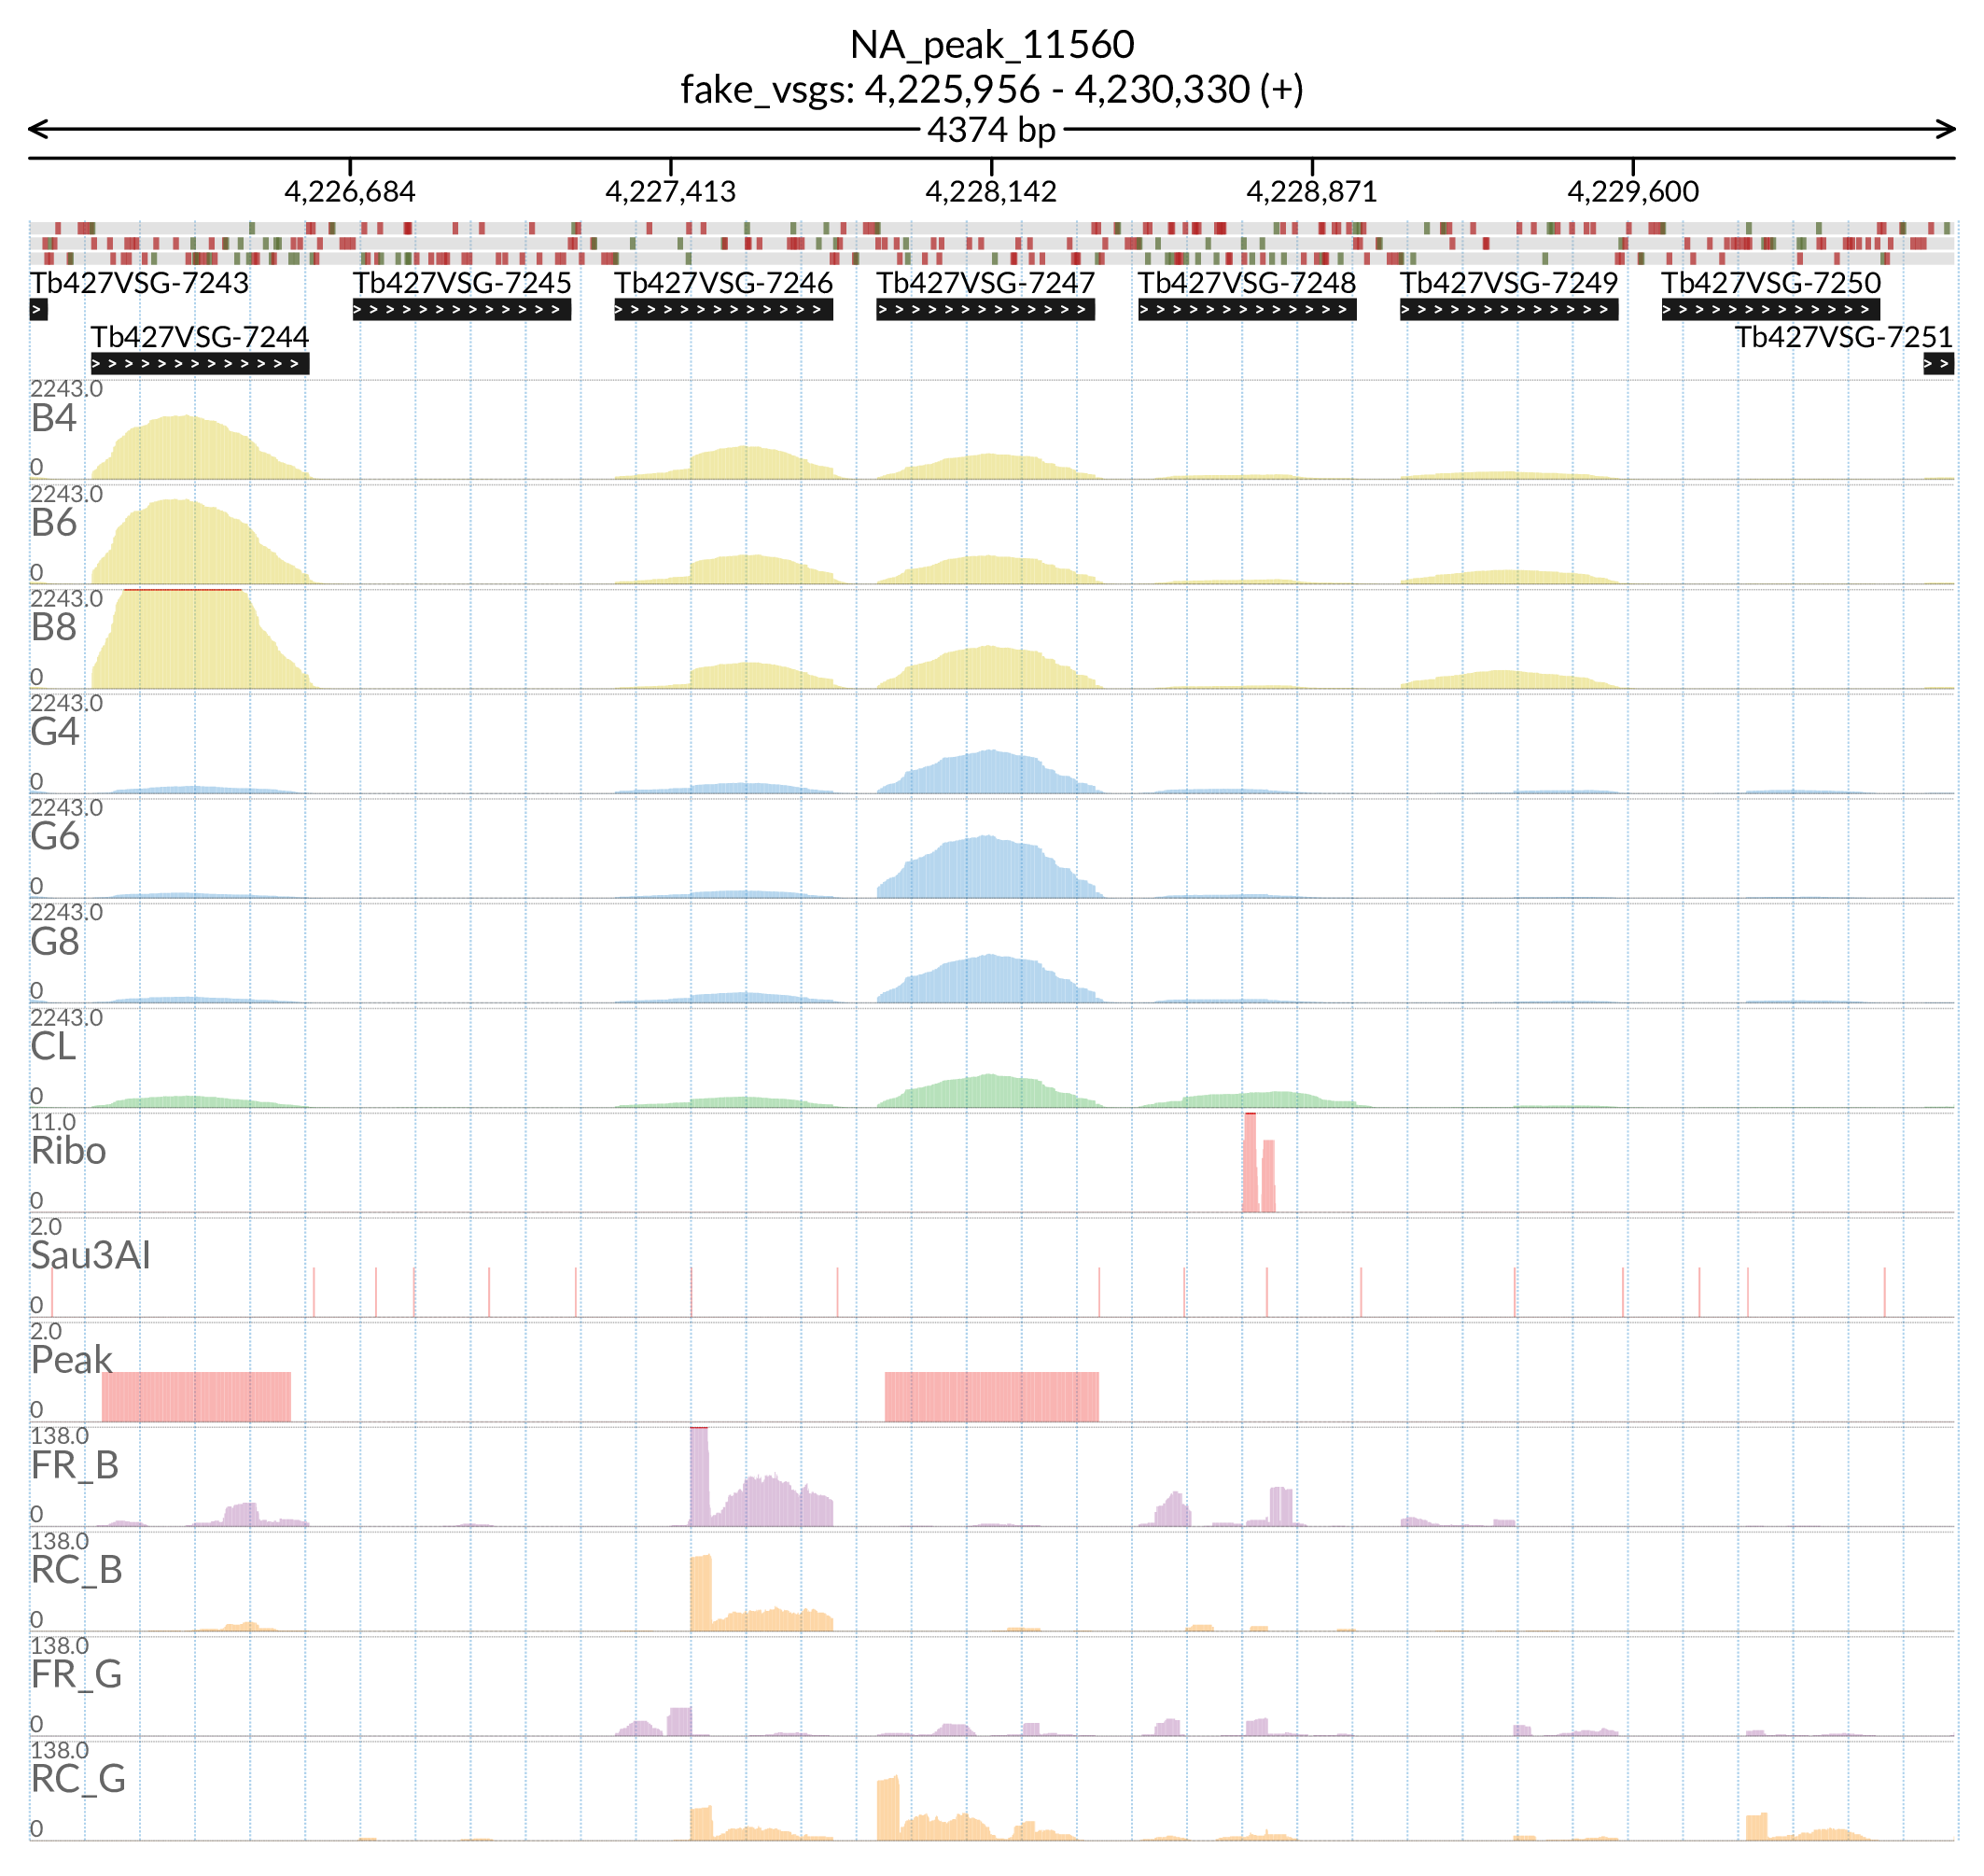 NA_peak_11560
fake_vsgs: 4,225,956 - 4,230,330 (+)
4374 bp
4,226,684 4,227,413 4,228,142 4,228,871 4,229,600
Tb427VSG-7243 Tb427VSG-7245 Tb427VSG-7246 Tb427VSG-7247 Tb427VSG-7248 Tb427VSG-7249 Tb427VSG-7250
Tb427VSG-7244 Tb427VSG-7251
2243.0
B4
0
2243.0
B6
0
2243.0
B8
0
2243.0
G4
0
2243.0
G6
0
2243.0
G8
0
2243.0
CL
0
11.0
Ribo
0
2.0
Sau3AI
0
2.0
Peak
0
138.0
FR_B
0
138.0
RC_B
0
138.0
FR_G
0
138.0
RC_G
0